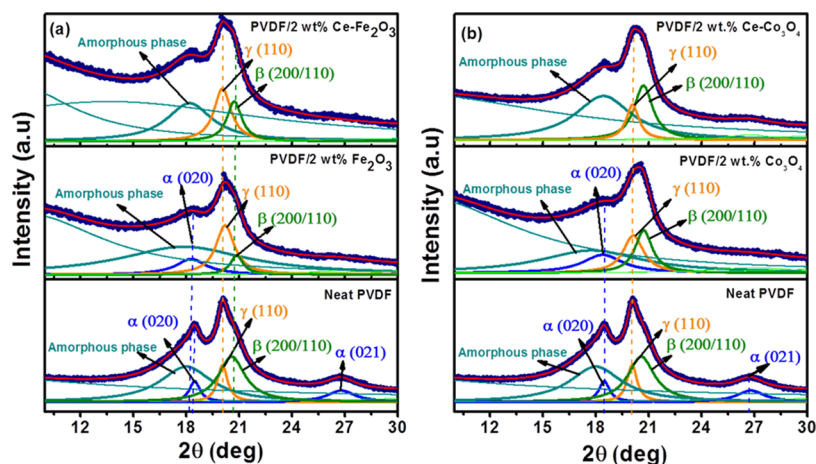 (a)
PVDF/2 wt% Ce-Fe₂O₃
Amorphous phase
γ (110)
β (200/110)
PVDF/2 wt% Fe₂O₃
α (020)
Amorphous phase
γ (110)
β (200/110)
Neat PVDF
α (020)
γ (110)
Amorphous phase
β (200/110)
α (021)
12 15 18 21 24 27 30
2θ (deg)
Intensity (a.u)
(b)
PVDF/2 wt.% Ce-Co₃O₄
Amorphous phase
γ (110)
β (200/110)
PVDF/2 wt.% Co₃O₄
α (020)
Amorphous phase
γ (110)
β (200/110)
Neat PVDF
α (020)
γ (110)
Amorphous phase
β (200/110)
α (021)
12 15 18 21 24 27 30
2θ (deg)
Intensity (a.u)